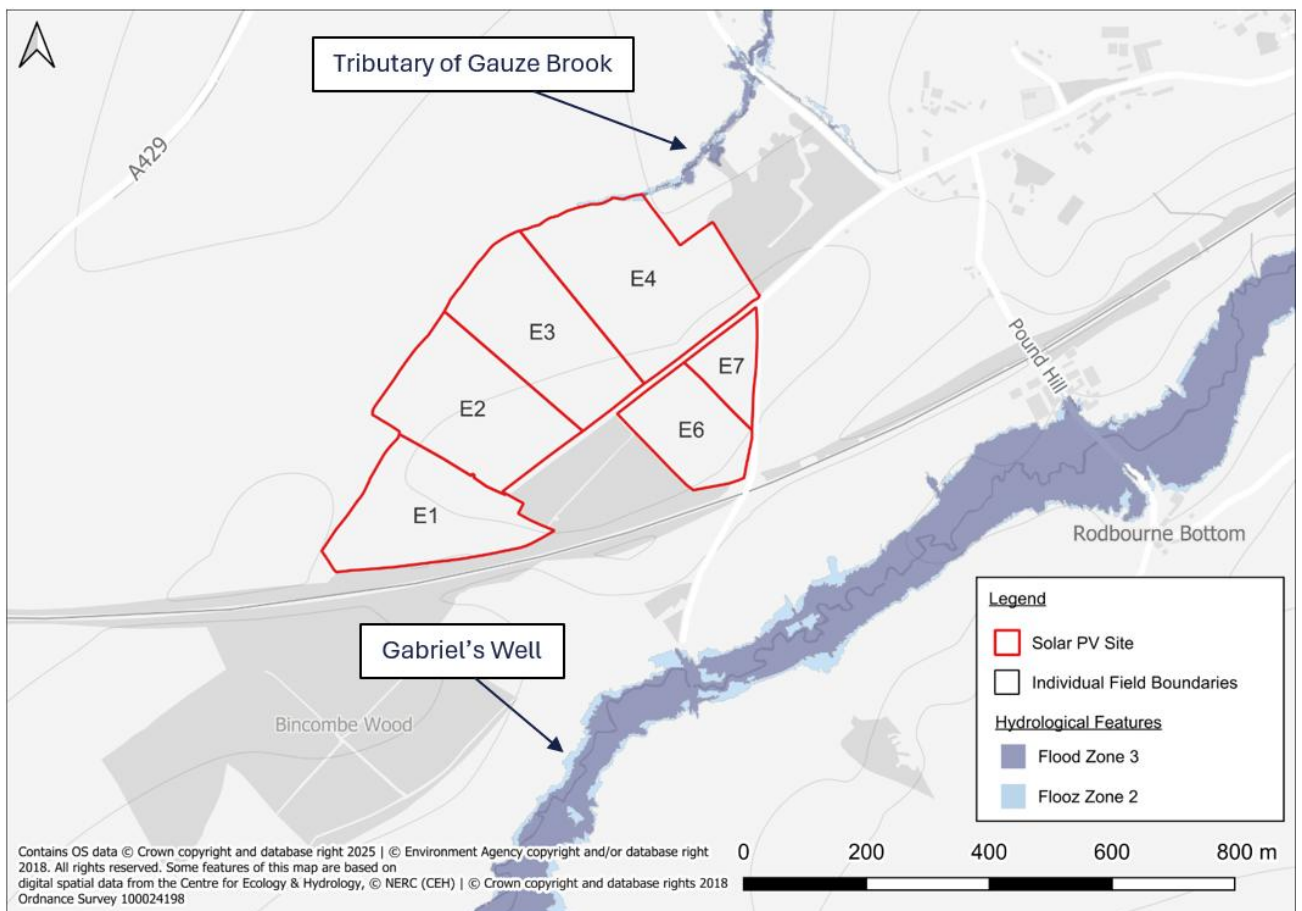 Tributary of Gauze Brook
A429
E4
E3
E7
E2
E6
E1
Pound Hill
Rodbourne Bottom
Gabriel's Well
Bincombe Wood
Legend
Solar PV Site
Individual Field Boundaries
Hydrological Features
Flood Zone 3
Flooz Zone 2
Contains OS data © Crown copyright and database right 2025 | © Environment Agency copyright and/or database right
2018. All rights reserved. Some features of this map are based on
digital spatial data from the Centre for Ecology & Hydrology, © NERC (CEH) | © Crown copyright and database rights 2018
Ordnance Survey 100024198
0 200 400 600 800 m